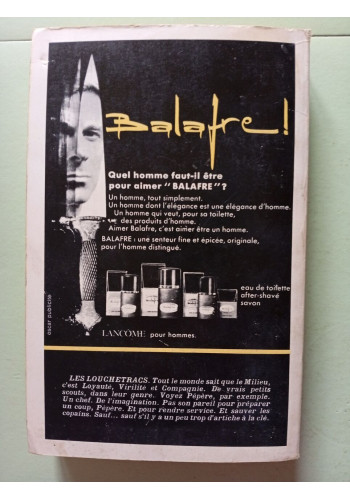 Balafre!
Quel homme faut-il être
pour aimer "BALAFRE"?
Un homme, tout simplement.
Un homme dont l'élégance est une élégance d'homme.
Un homme qui veut, pour sa toilette,
des produits d'homme.
Aimer Balafre, c'est aimer être un homme.
BALAFRE : une senteur fine et épicée, originale,
pour l'homme distingué.
eau de toilette
after-shave
savon
oscar publicis
LANCÔME pour hommes.
LES LOUCHETRACS. Tout le monde sait que le Milieu,
c'est Loyauté, Virilité et Compagnie. De vrais petits
scouts, dans leur genre. Voyez Pépère, par exemple.
Un chef. De l'imagination. Pas son pareil pour préparer
un coup, Pépère. Et pour rendre service. Et sauver les
copains. Sauf... sauf s'il y a un peu trop d'artiche à la clé.